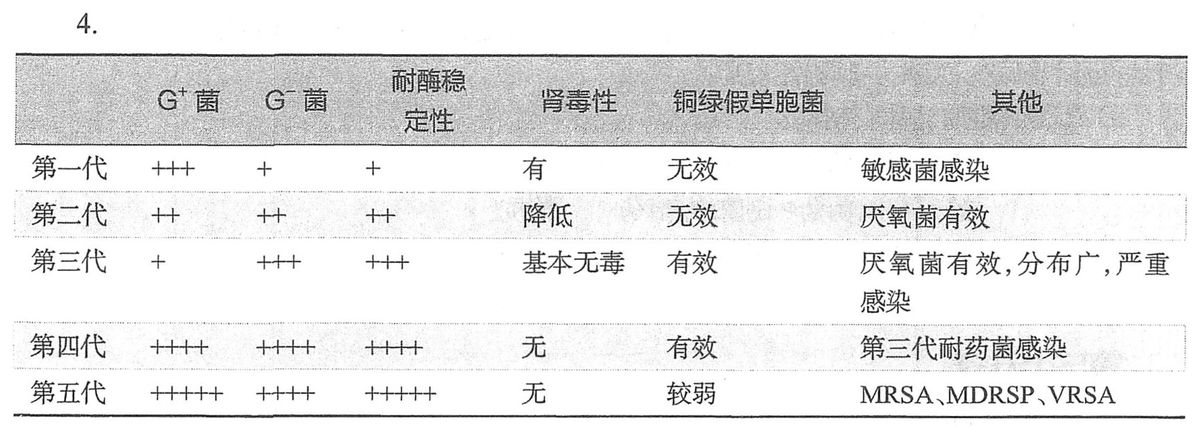 4.
G⁺菌 G⁻菌 耐酶稳定性 肾毒性 铜绿假单胞菌 其他
第一代 +++ + + 有 无效 敏感菌感染
第二代 ++ ++ ++ 降低 无效 厌氧菌有效
第三代 + +++ +++ 基本无毒 有效 厌氧菌有效,分布广,严重
感染
第四代 ++++ ++++ ++++ 无 有效 第三代耐药菌感染
第五代 +++++ ++++ +++++ 无 较弱 MRSA、MDRSP、VRSA